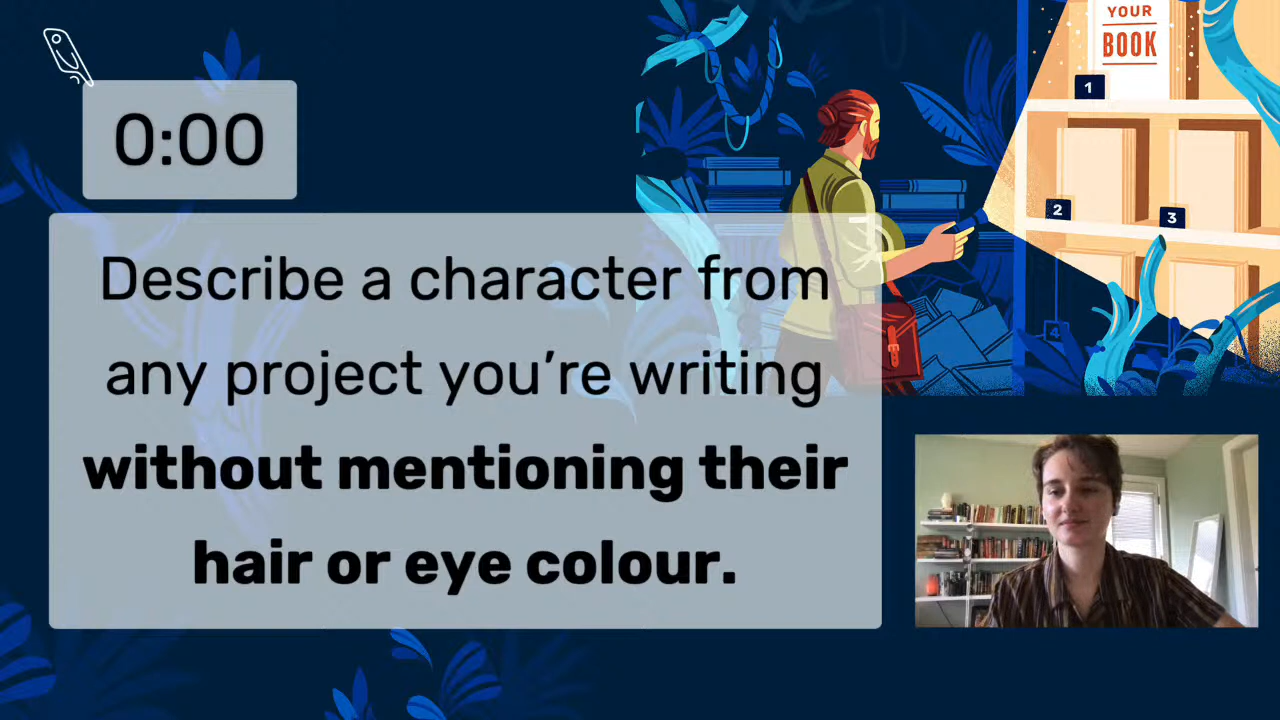 0:00
Describe a character from
any project you’re writing
without mentioning their
hair or eye colour.
YOUR
BOOK
1
2
3
4